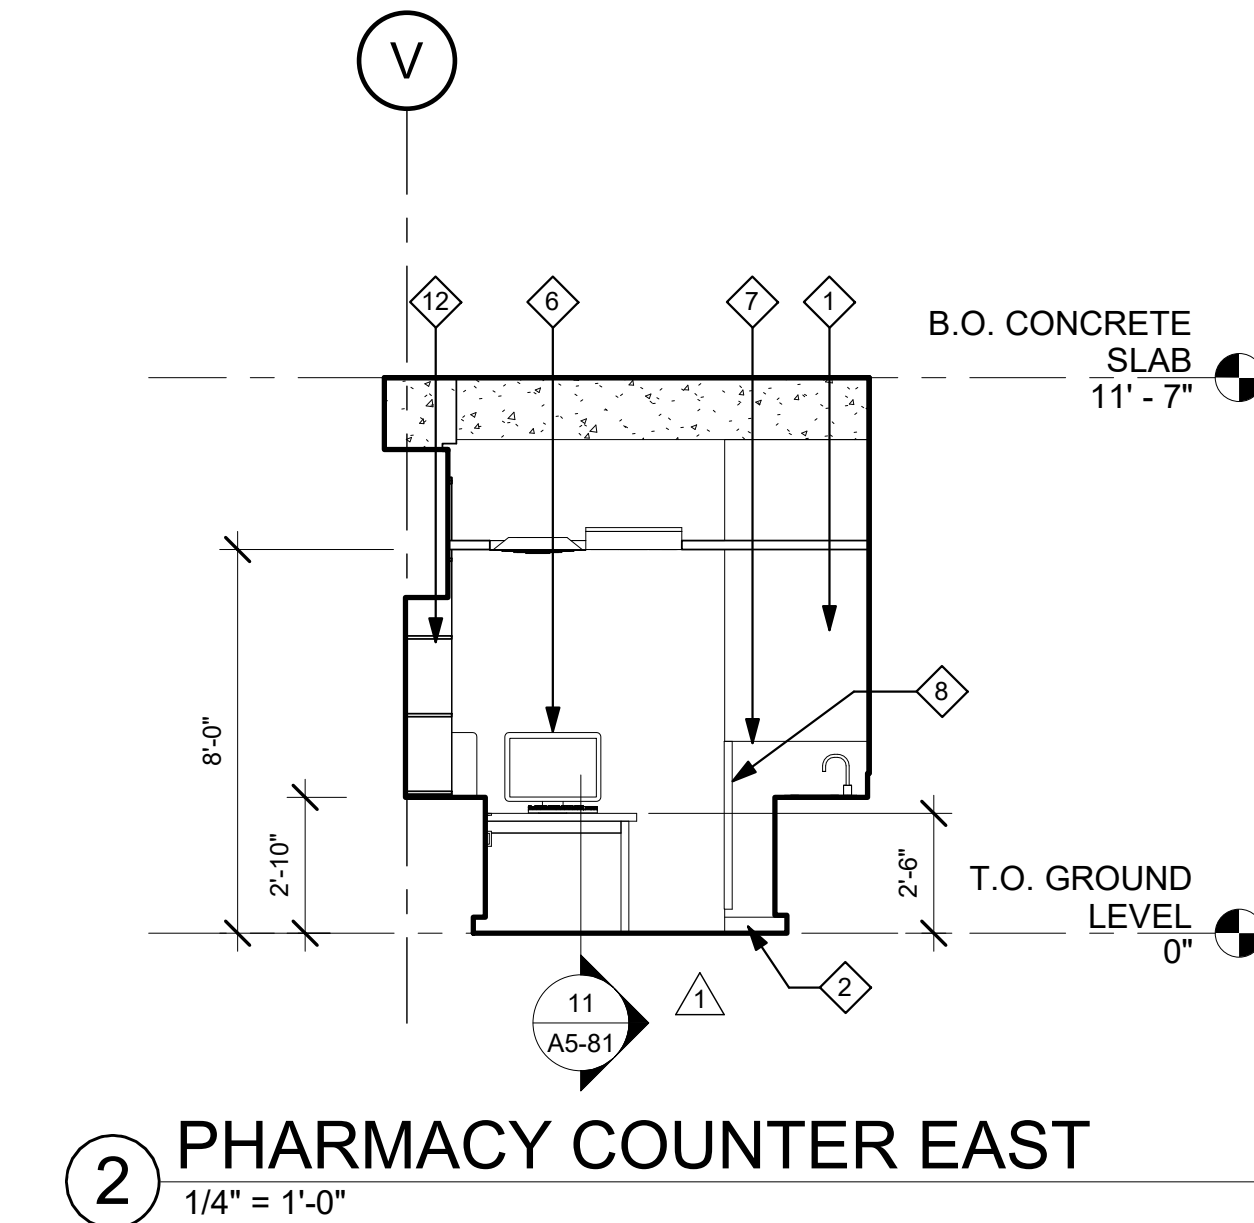 V
12
6
7
1
B.O. CONCRETE
SLAB
11' - 7"
8
8'-0"
2'-10"
2'-6"
T.O. GROUND
LEVEL
0"
2
1
11
A5-81
2
PHARMACY COUNTER EAST
1/4" = 1'-0"